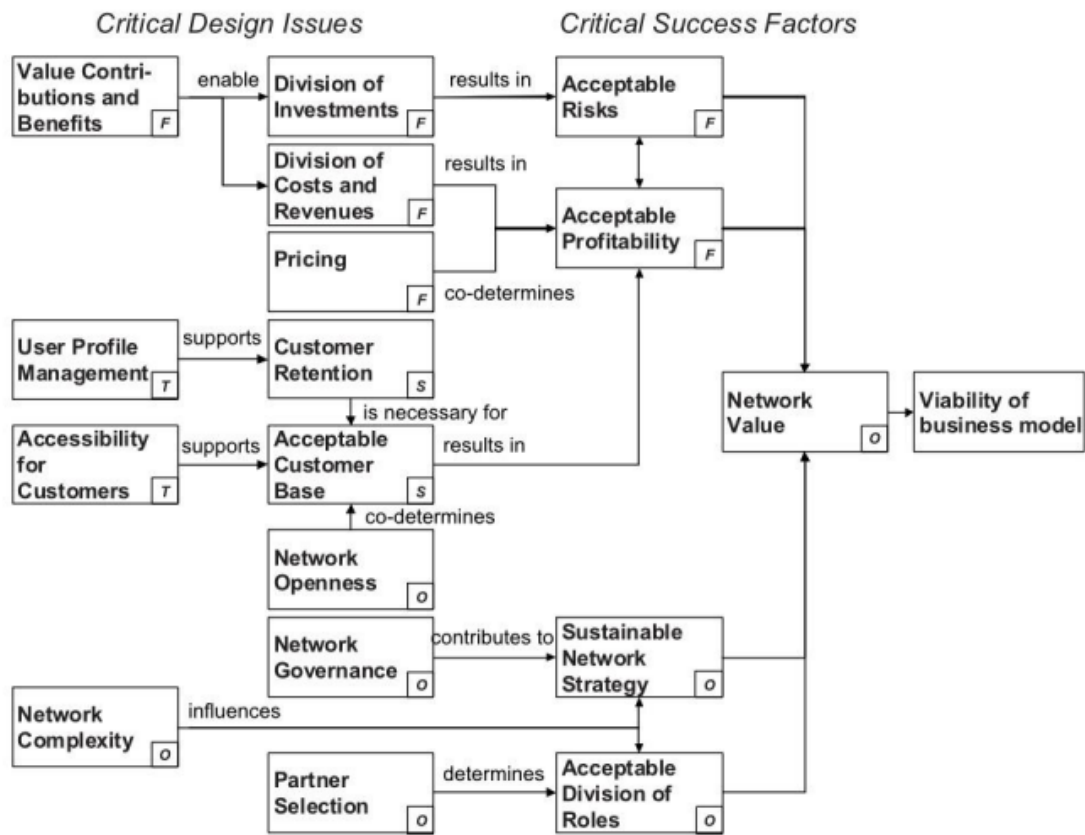 Critical Design Issues
Critical Success Factors
Value Contri-
butions and
Benefits
F
enable
Division of
Investments
F
results in
Acceptable
Risks
F
Division of
Costs and
Revenues
F
results in
Acceptable
Profitability
F
Pricing
F
co-determines
User Profile
Management
T
supports
Customer
Retention
S
is necessary for
Network
Value
O
Viability of
business model
Accessibility
for
Customers
T
supports
Acceptable
Customer
Base
S
results in
co-determines
Network
Openness
O
Network
Governance
O
contributes to
Sustainable
Network
Strategy
O
Network
Complexity
O
influences
Partner
Selection
O
determines
Acceptable
Division of
Roles
O